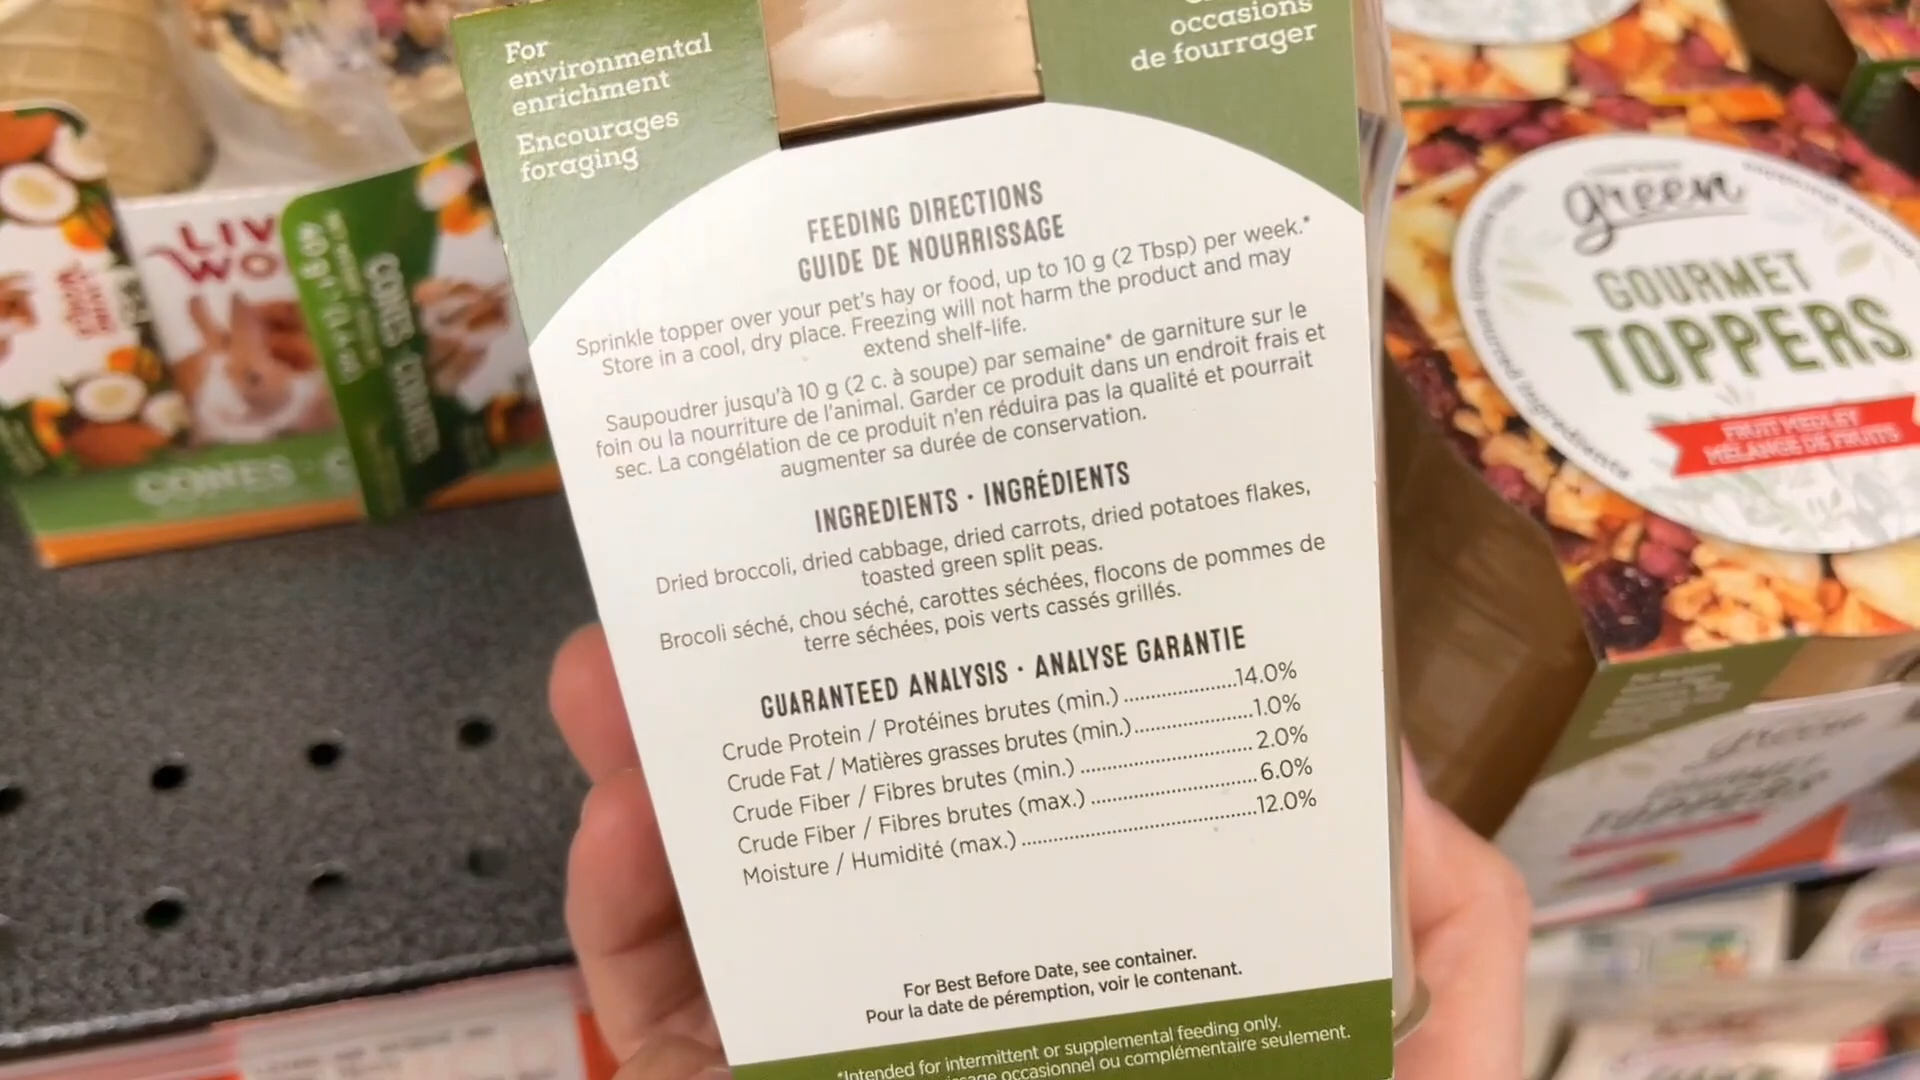 For
environmental
enrichment
Encourages
foraging
occasions
de fourrager
FEEDING DIRECTIONS
GUIDE DE NOURRISSAGE
Sprinkle topper over your pet's hay or food, up to 10 g (2 Tbsp) per week.*
Store in a cool, dry place. Freezing will not harm the product and may
extend shelf-life.
Saupoudrer jusqu'à 10 g (2 c. à soupe) par semaine* de garniture sur le
foin ou la nourriture de l'animal. Garder ce produit dans un endroit frais et
sec. La congélation de ce produit n'en réduira pas la qualité et pourrait
augmenter sa durée de conservation.
INGREDIENTS · INGRÉDIENTS
Dried broccoli, dried cabbage, dried carrots, dried potatoes flakes,
toasted green split peas.
Brocoli séché, chou séché, carottes séchées, flocons de pommes de
terre séchées, pois verts cassés grillés.
GUARANTEED ANALYSIS · ANALYSE GARANTIE
Crude Protein / Protéines brutes (min.) ....................14.0%
Crude Fat / Matières grasses brutes (min.)....................1.0%
Crude Fiber / Fibres brutes (min.) .............................2.0%
Crude Fiber / Fibres brutes (max.) ............................6.0%
Moisture / Humidité (max.) ........................................12.0%
For Best Before Date, see container.
Pour la date de péremption, voir le contenant.
*Intended for intermittent or supplemental feeding only.
occasionnel ou complémentaire seulement.
LIV
WO
CONES
CONES · C
green
GOURMET
TOPPERS
FRUIT MEDLEY
MÉLANGE DE FRUITS
ingredients